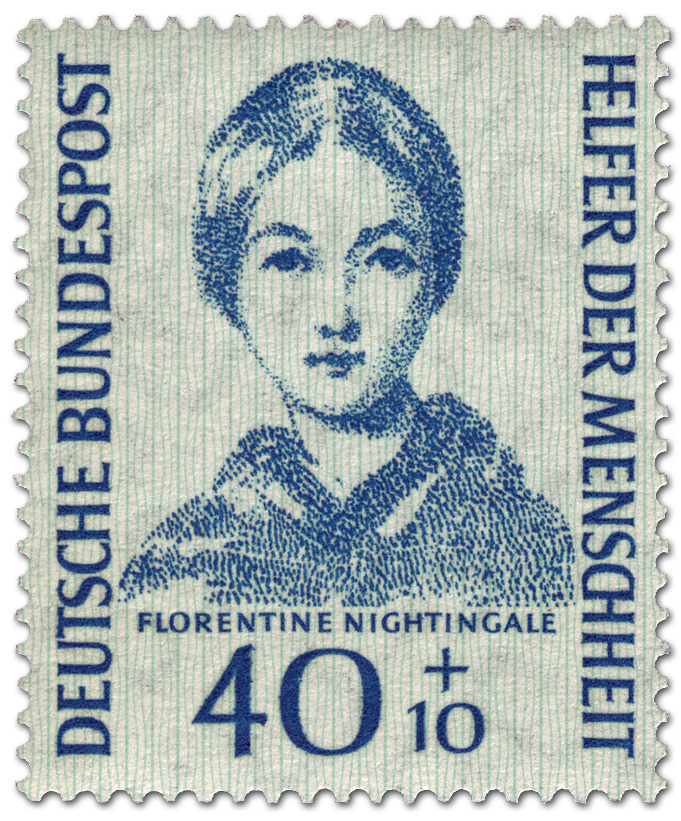 DEUTSCHE BUNDESPOST
HELFER DER MENSCHHEIT
FLORENTINE NIGHTINGALE
40 + 10